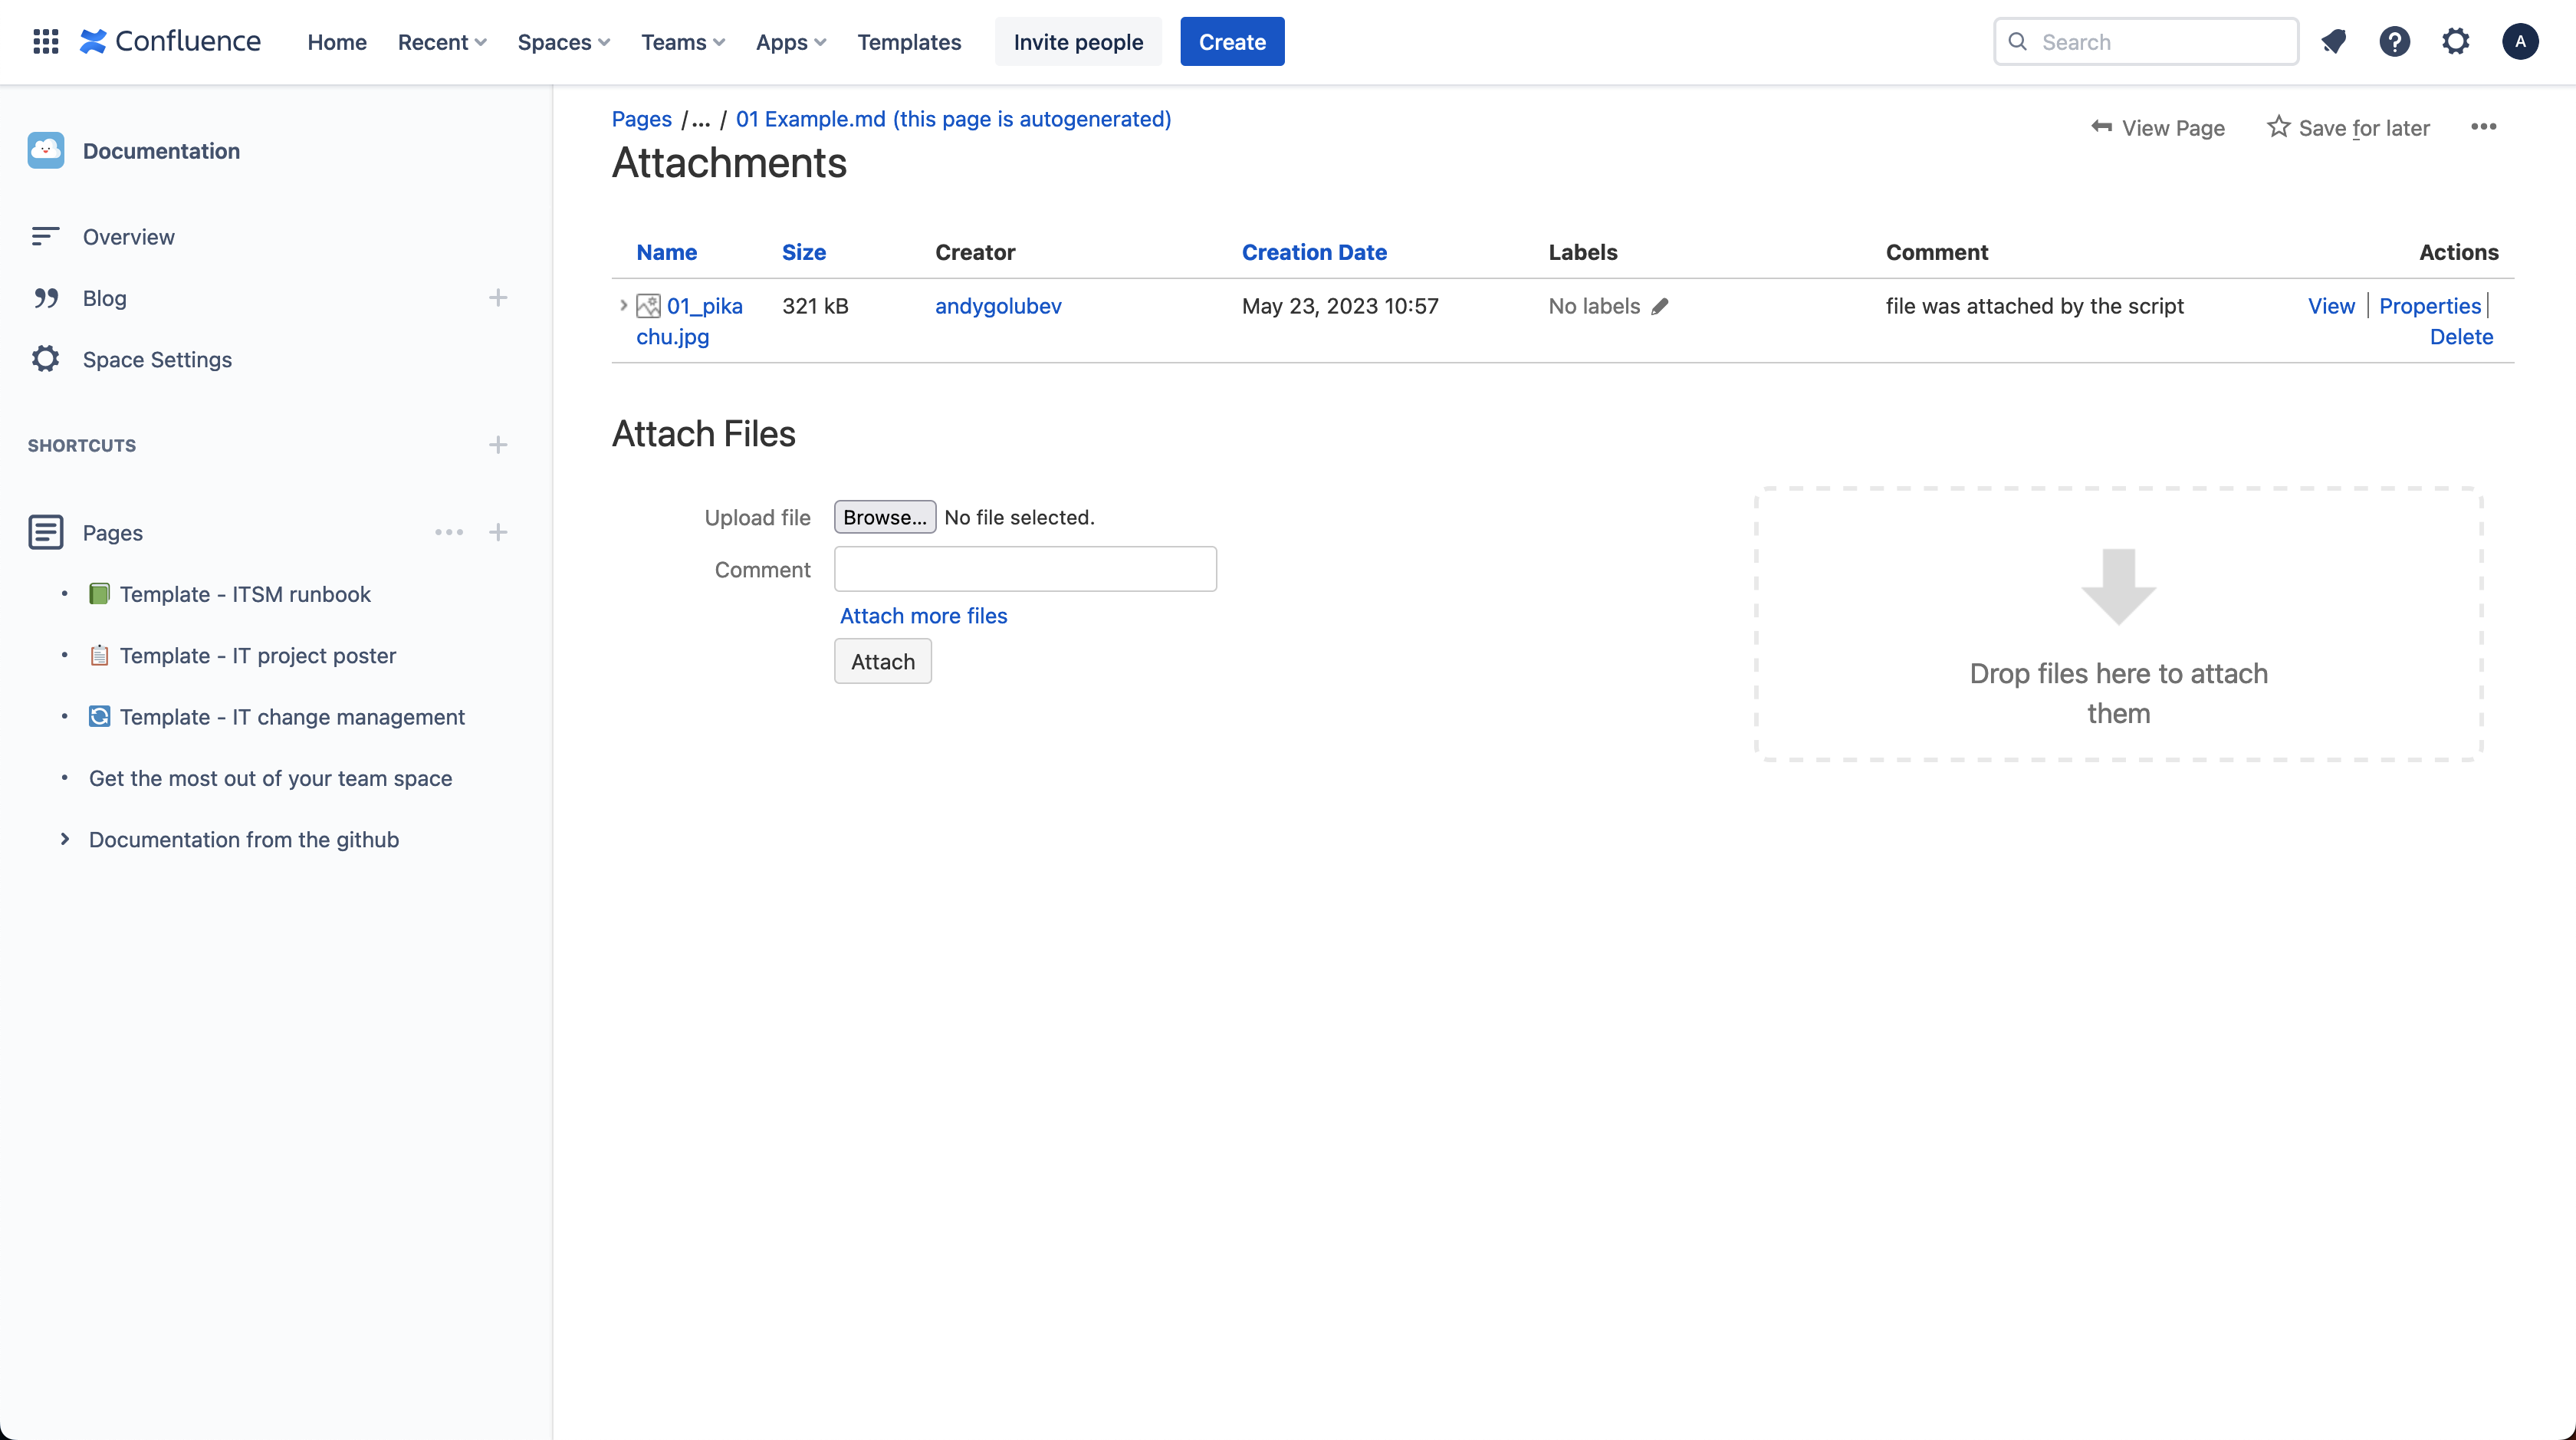 Confluence Home Recent Spaces Teams Apps Templates Invite people Create Search A
Documentation
Overview
Blog
Space Settings
SHORTCUTS
Pages
Template - ITSM runbook
Template - IT project poster
Template - IT change management
Get the most out of your team space
Documentation from the github
Pages /... / 01 Example.md (this page is autogenerated)
View Page Save for later
Attachments
Name Size Creator Creation Date Labels Comment Actions
01_pika 321 kB andygolubev May 23, 2023 10:57 No labels file was attached by the script View Properties
chu.jpg Delete
Attach Files
Upload file Browse... No file selected.
Comment
Attach more files
Attach
Drop files here to attach
them